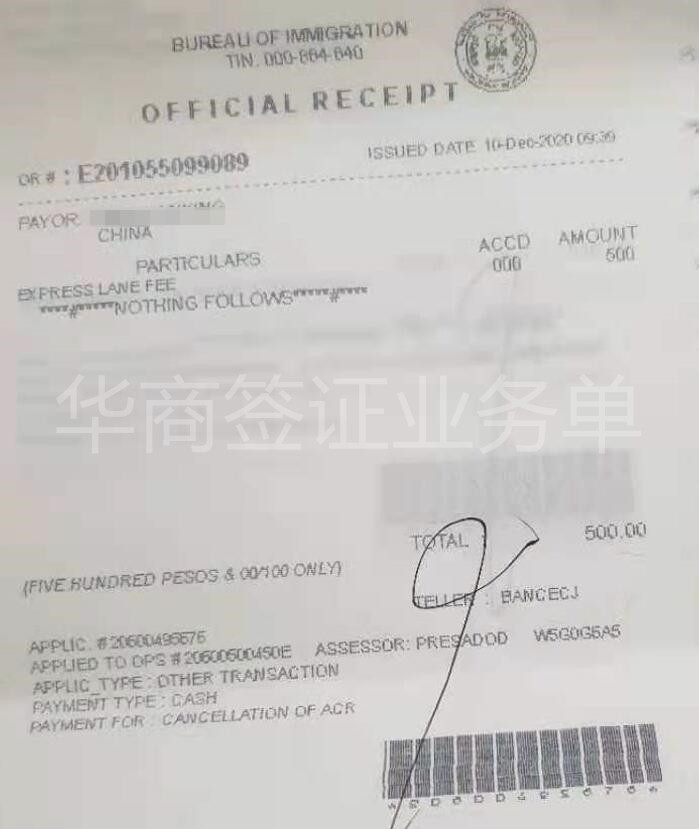 BUREAU OF IMMIGRATION
TIN. 000-864-640
OFFICIAL RECEIPT
OR # : E201055099089
ISSUED DATE 10-Dec-2020 09:39
PAYOR
CHINA
PARTICULARS ACCD AMOUNT
EXPRESS LANE FEE 000 500
****#*****NOTHING FOLLOWS*****#****
华商签证业务单
TOTAL : 500.00
(FIVE HUNDRED PESOS & 00/100 ONLY)
TELLER : BANCECJ
APPLIC. # 20600496676
APPLIED TO OPS # 20600600450E ASSESSOR: PRESADOD W5G0G5A5
APPLIC_TYPE : OTHER TRANSACTION
PAYMENT TYPE : CASH
PAYMENT FOR : CANCELLATION OF ACR